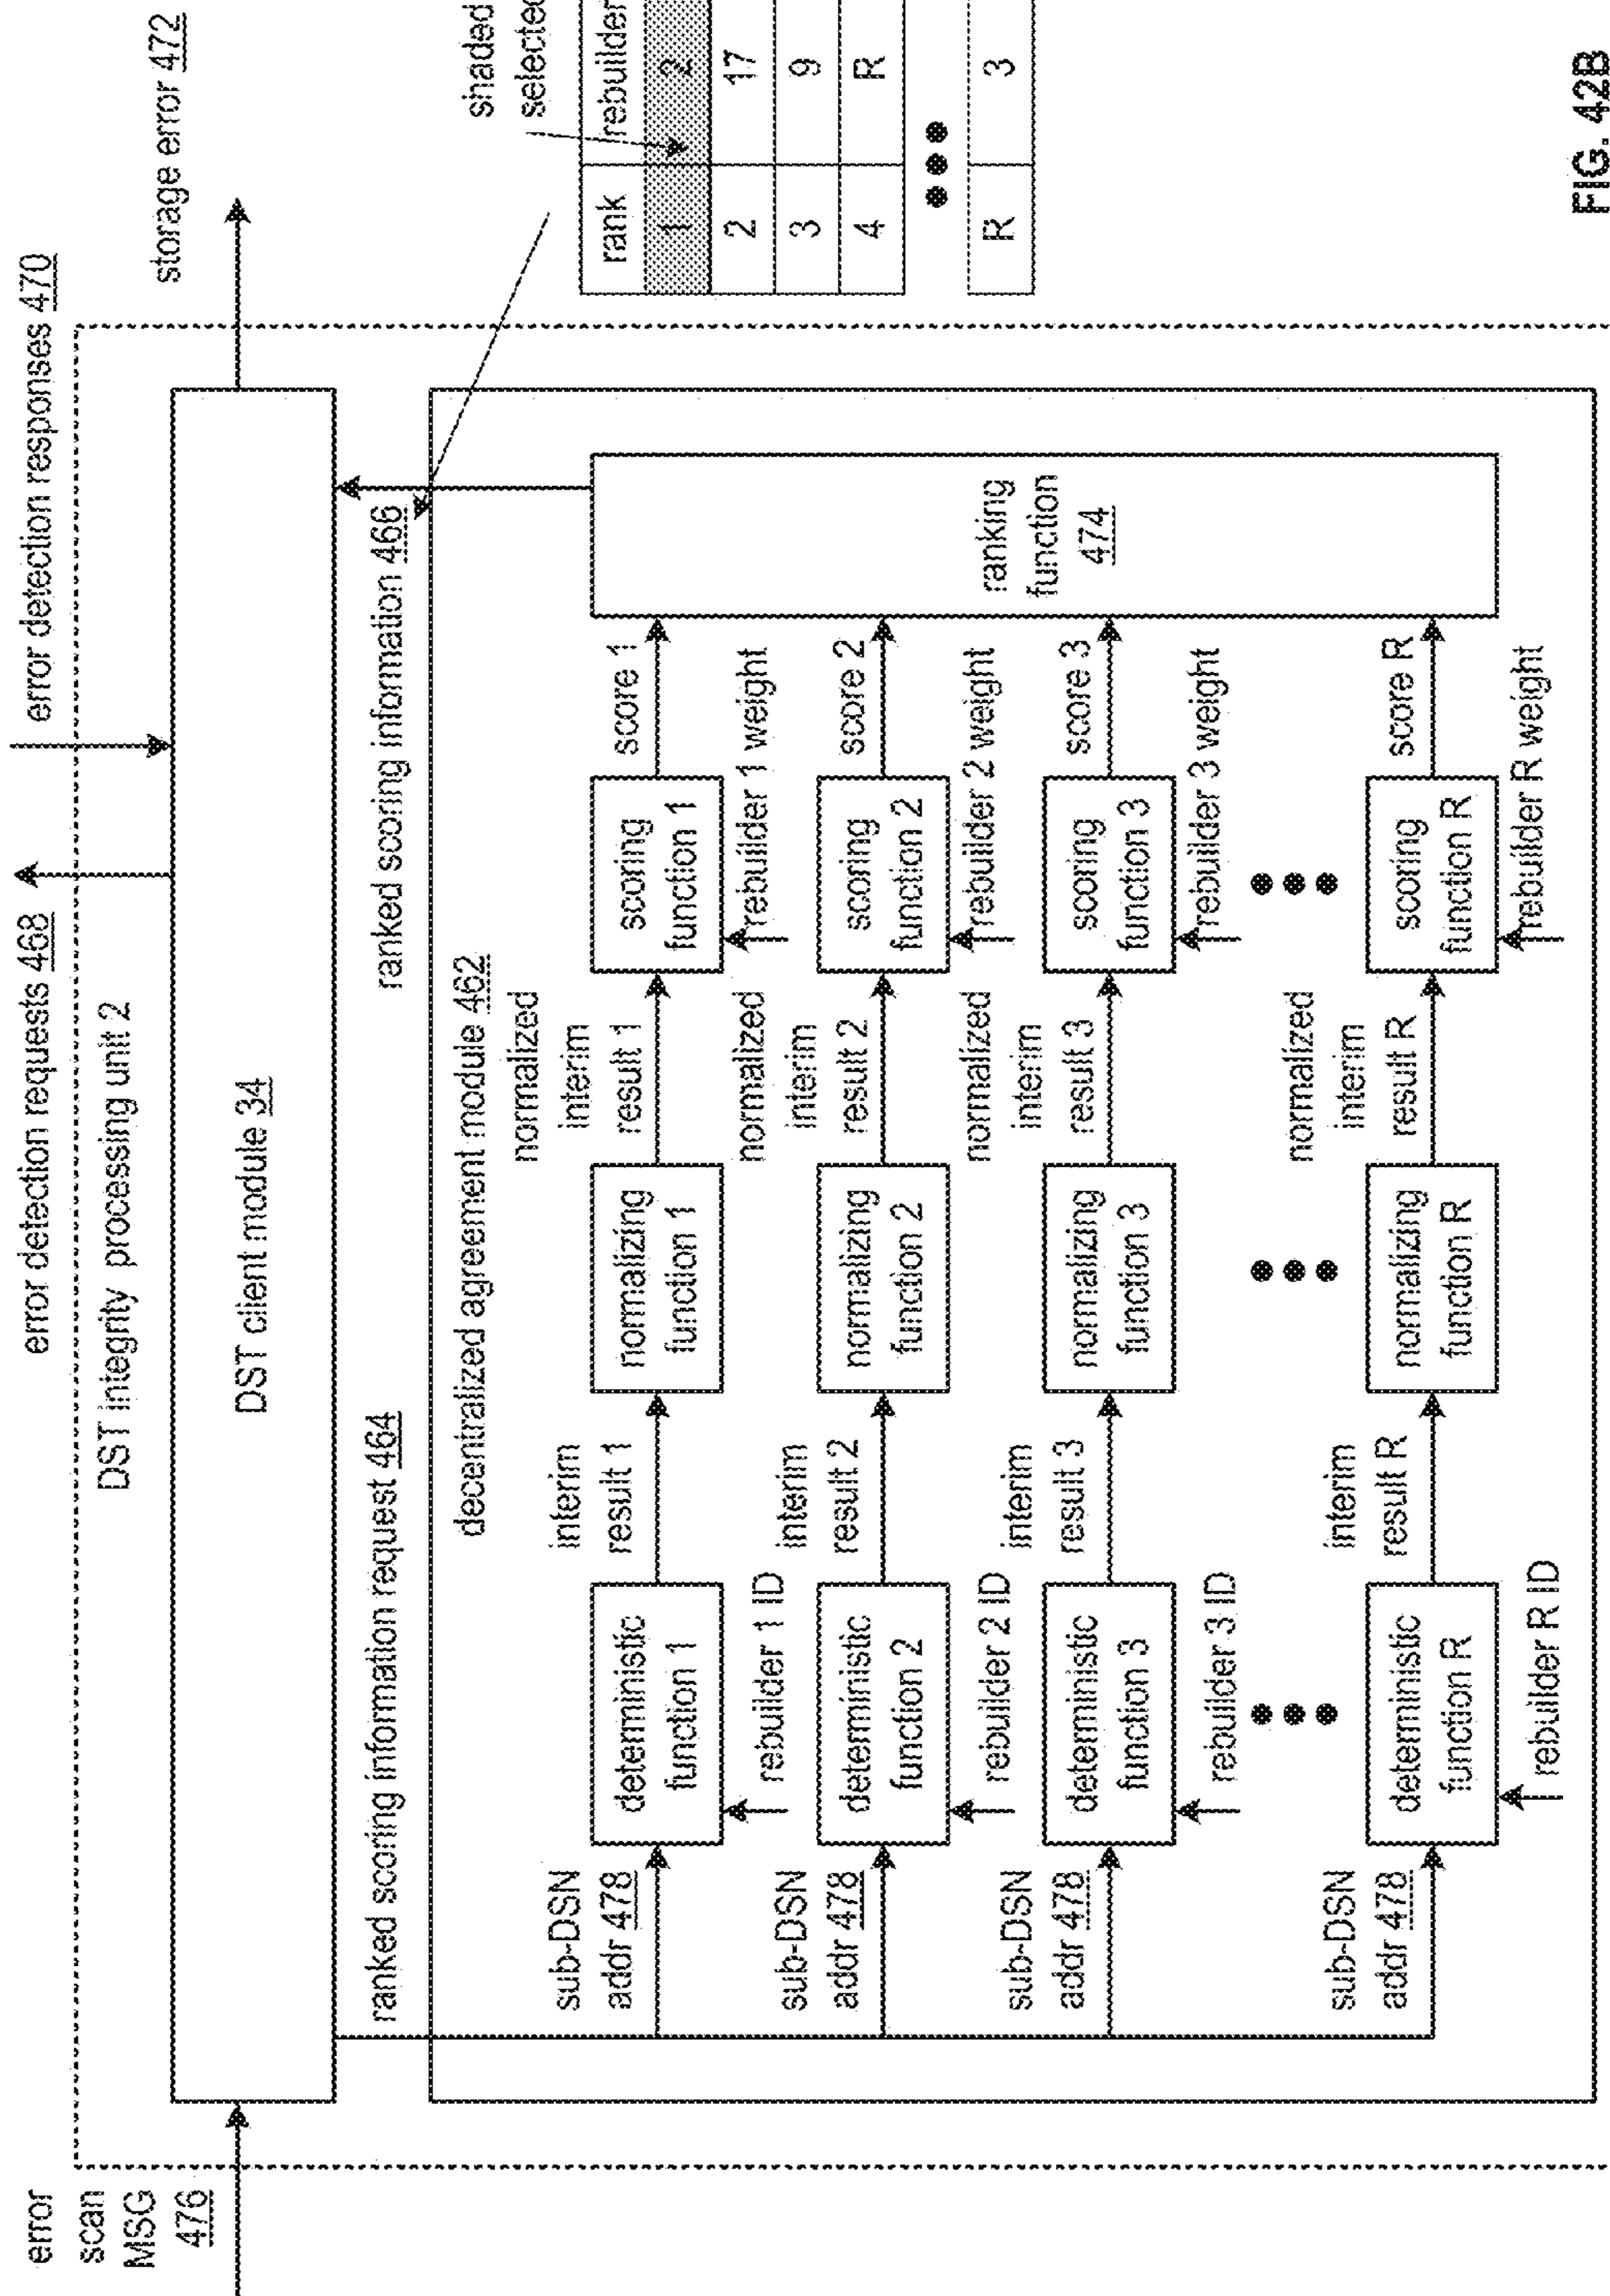 error
scan
MSG
476
error detection requests 468
error detection responses 470
DST integrity processing unit 2
DST client module 34
storage error 472
ranked scoring information request 464
ranked scoring information 466
decentralized agreement module 462
sub-DSN
addr 478
deterministic
function 1
rebuilder 1 ID
interim
result 1
normalizing
function 1
normalized
interim
result 1
scoring
function 1
rebuilder 1 weight
score 1
sub-DSN
addr 478
deterministic
function 2
rebuilder 2 ID
interim
result 2
normalizing
function 2
normalized
interim
result 2
scoring
function 2
rebuilder 2 weight
score 2
sub-DSN
addr 478
deterministic
function 3
rebuilder 3 ID
interim
result 3
normalizing
function 3
normalized
interim
result 3
scoring
function 3
rebuilder 3 weight
score 3
sub-DSN
addr 478
deterministic
function R
rebuilder R ID
interim
result R
normalizing
function R
normalized
interim
result R
scoring
function R
rebuilder R weight
score R
ranking
function
474
shaded
selected
rank rebuilder
1 2
2 17
3 9
4 R
R 3
FIG. 42B